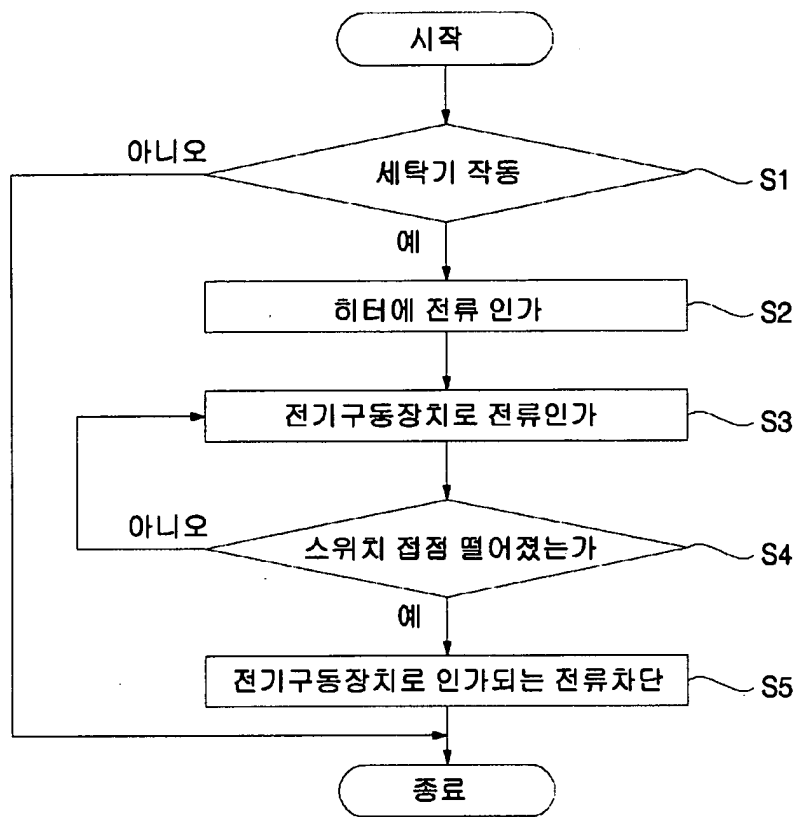 시작
아니오
세탁기 작동
S1
예
히터에 전류 인가
S2
전기구동장치로 전류인가
S3
아니오
스위치 접점 떨어졌는가
S4
예
전기구동장치로 인가되는 전류차단
S5
종료